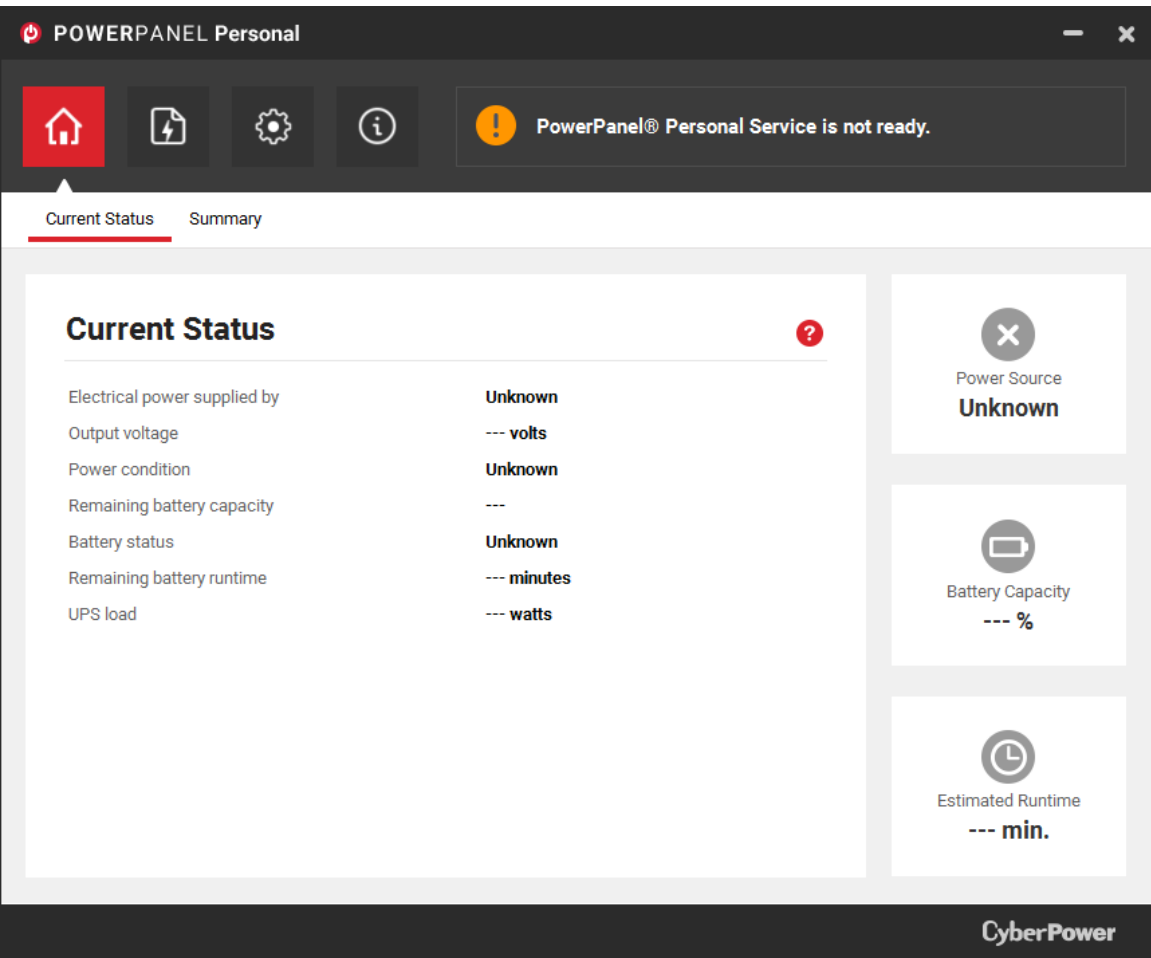 POWERPANEL Personal
PowerPanel® Personal Service is not ready.
Current Status Summary
Current Status
Electrical power supplied by Unknown
Output voltage --- volts
Power condition Unknown
Remaining battery capacity ---
Battery status Unknown
Remaining battery runtime --- minutes
UPS load --- watts
Power Source
Unknown
Battery Capacity
--- %
Estimated Runtime
--- min.
CyberPower